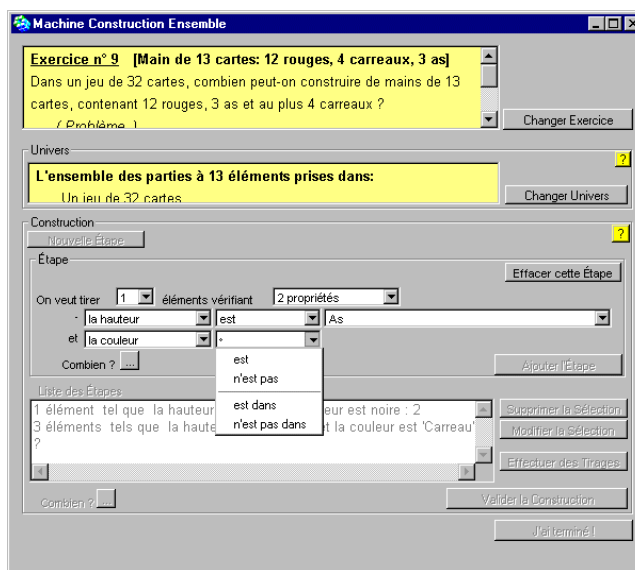 Machine Construction Ensemble
Exercice n° 9 [Main de 13 cartes: 12 rouges, 4 carreaux, 3 as]
Dans un jeu de 32 cartes, combien peut-on construire de mains de 13
cartes, contenant 12 rouges, 3 as et au plus 4 carreaux ?
( Problème )
Changer Exercice
Univers
?
L'ensemble des parties à 13 éléments prises dans:
Un jeu de 32 cartes
Changer Univers
Construction
?
Nouvelle Étape
Étape
Effacer cette Étape
On veut tirer 1 éléments vérifiant 2 propriétés
- la hauteur est As
et la couleur
Combien ? ...
Ajouter l'Étape
est
n'est pas
est dans
n'est pas dans
Liste des Étapes
1 élément tel que la hauteur eur est noire : 2
3 éléments tels que la haute et la couleur est 'Carreau'
?
Supprimer la Sélection
Modifier la Sélection
Effectuer des Tirages
Combien ? ...
Valider la Construction
J'ai terminé !